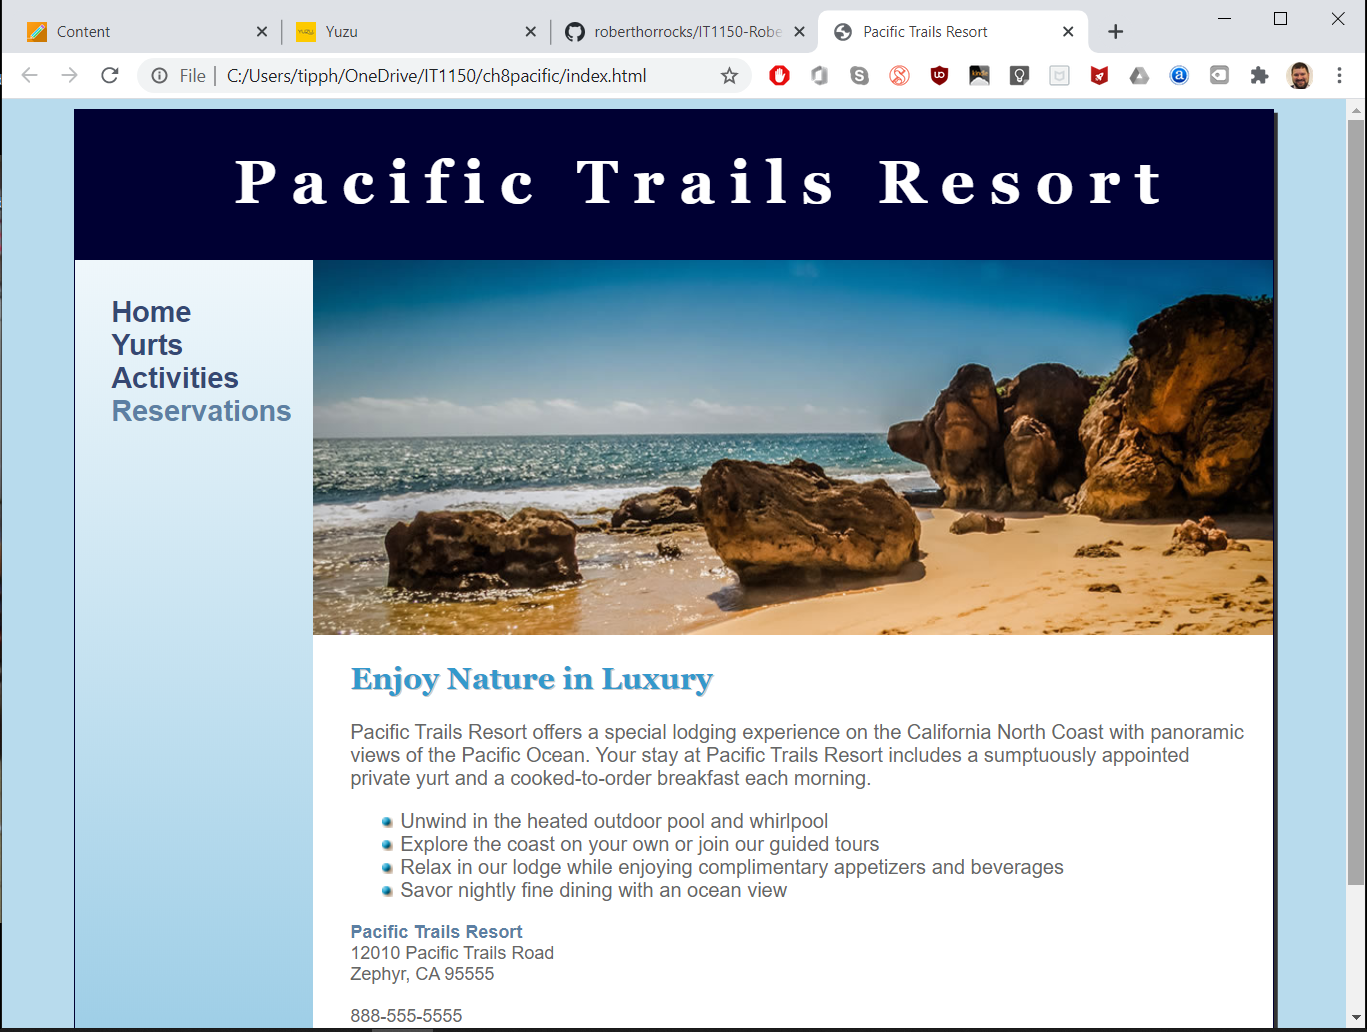 Content
Yuzu
roberthorrocks/IT1150-Robe
Pacific Trails Resort
File | C:/Users/tipph/OneDrive/IT1150/ch8pacific/index.html
Pacific Trails Resort
Home
Yurts
Activities
Reservations
Enjoy Nature in Luxury
Pacific Trails Resort offers a special lodging experience on the California North Coast with panoramic
views of the Pacific Ocean. Your stay at Pacific Trails Resort includes a sumptuously appointed
private yurt and a cooked-to-order breakfast each morning.
Unwind in the heated outdoor pool and whirlpool
Explore the coast on your own or join our guided tours
Relax in our lodge while enjoying complimentary appetizers and beverages
Savor nightly fine dining with an ocean view
Pacific Trails Resort
12010 Pacific Trails Road
Zephyr, CA 95555
888-555-5555